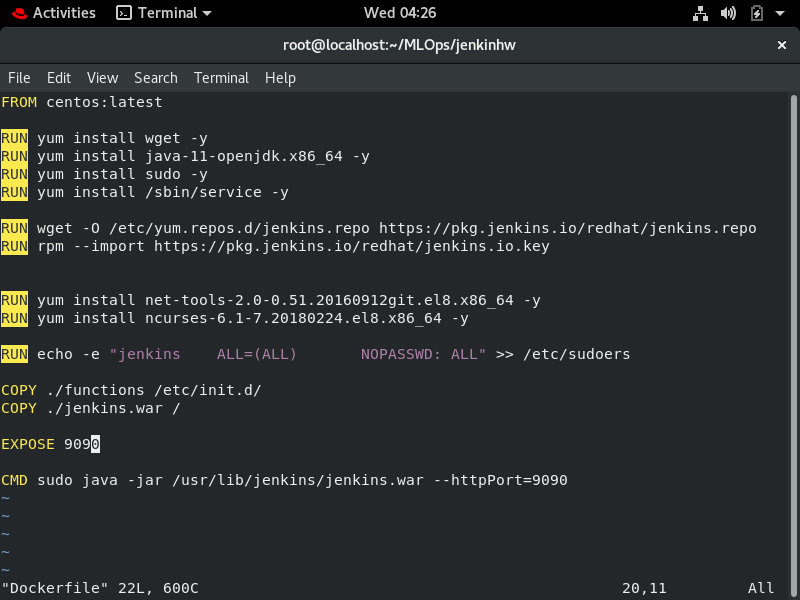 Activities Terminal Wed 04:26
root@localhost:~/MLOps/jenkinhw
File Edit View Search Terminal Help
FROM centos:latest
RUN yum install wget -y
RUN yum install java-11-openjdk.x86_64 -y
RUN yum install sudo -y
RUN yum install /sbin/service -y
RUN wget -O /etc/yum.repos.d/jenkins.repo https://pkg.jenkins.io/redhat/jenkins.repo
RUN rpm --import https://pkg.jenkins.io/redhat/jenkins.io.key
RUN yum install net-tools-2.0-0.51.20160912git.el8.x86_64 -y
RUN yum install ncurses-6.1-7.20180224.el8.x86_64 -y
RUN echo -e "jenkins    ALL=(ALL)       NOPASSWD: ALL" >> /etc/sudoers
COPY ./functions /etc/init.d/
COPY ./jenkins.war /
EXPOSE 9090
CMD sudo java -jar /usr/lib/jenkins/jenkins.war --httpPort=9090
~
~
~
~
~
"Dockerfile" 22L, 600C 20,11 All